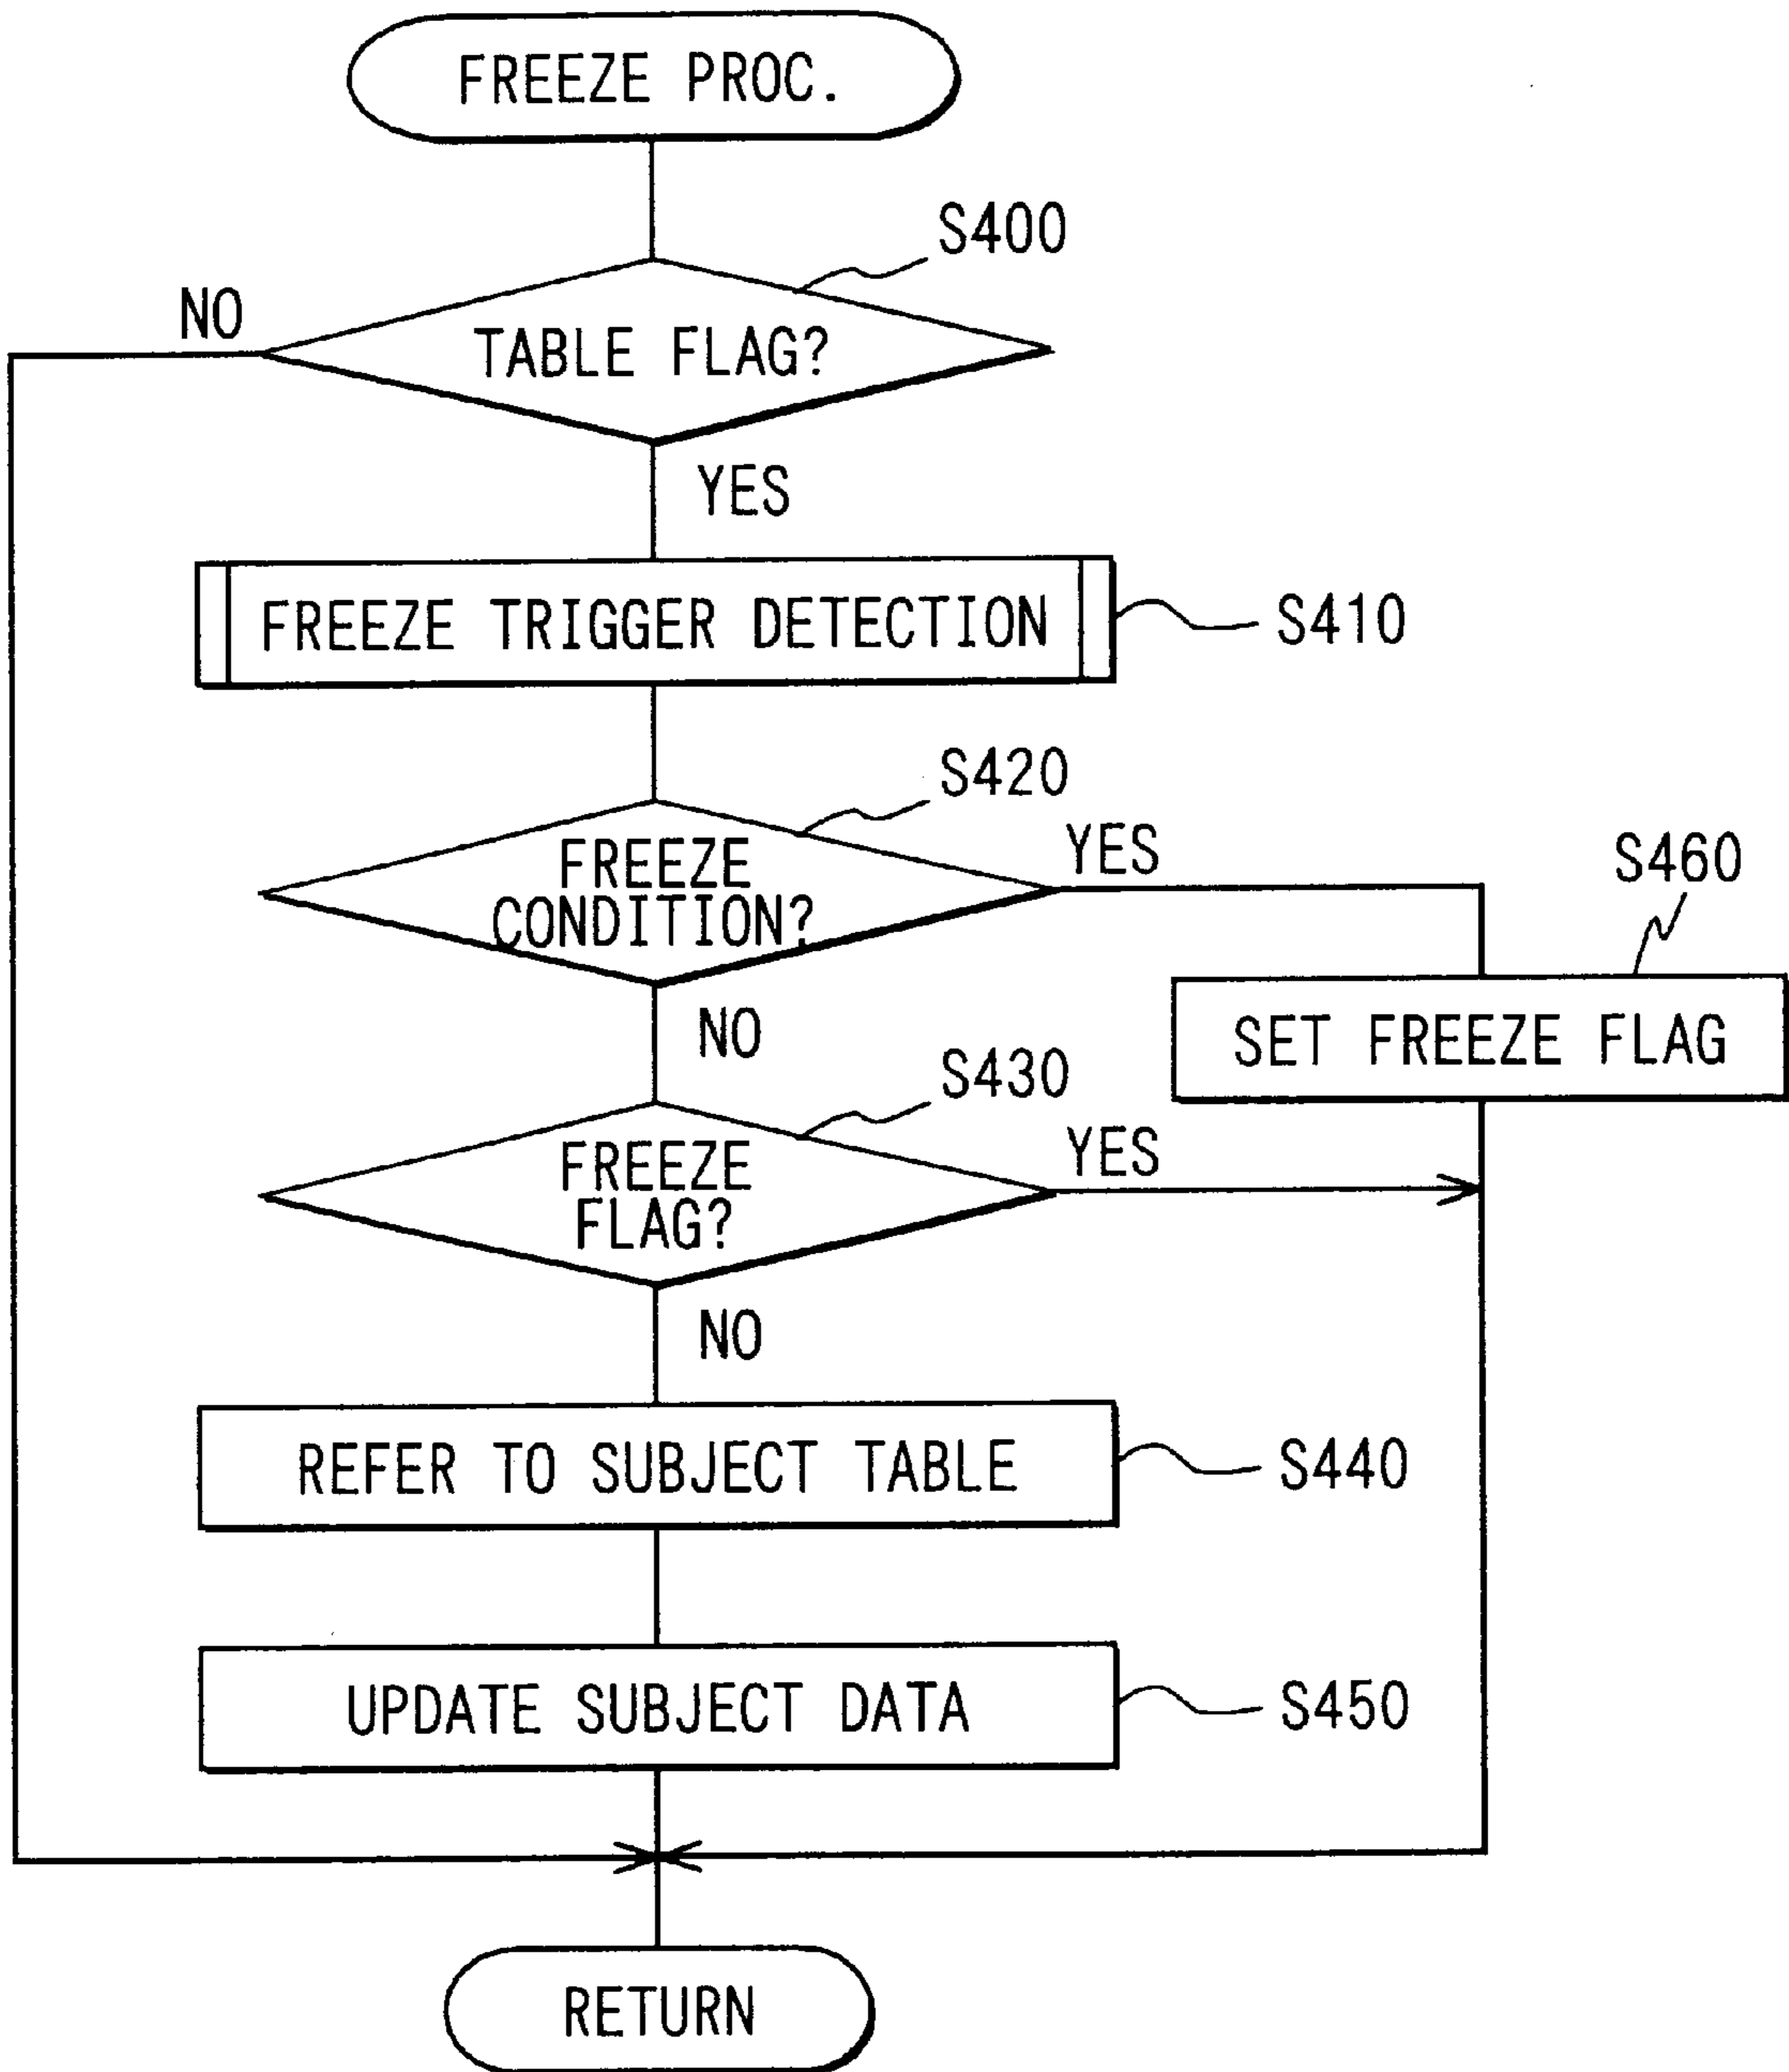 FREEZE PROC.
S400
NO
TABLE FLAG?
YES
FREEZE TRIGGER DETECTION
S410
S420
FREEZE
CONDITION?
YES
S460
NO
SET FREEZE FLAG
S430
FREEZE
FLAG?
YES
NO
REFER TO SUBJECT TABLE
S440
UPDATE SUBJECT DATA
S450
RETURN